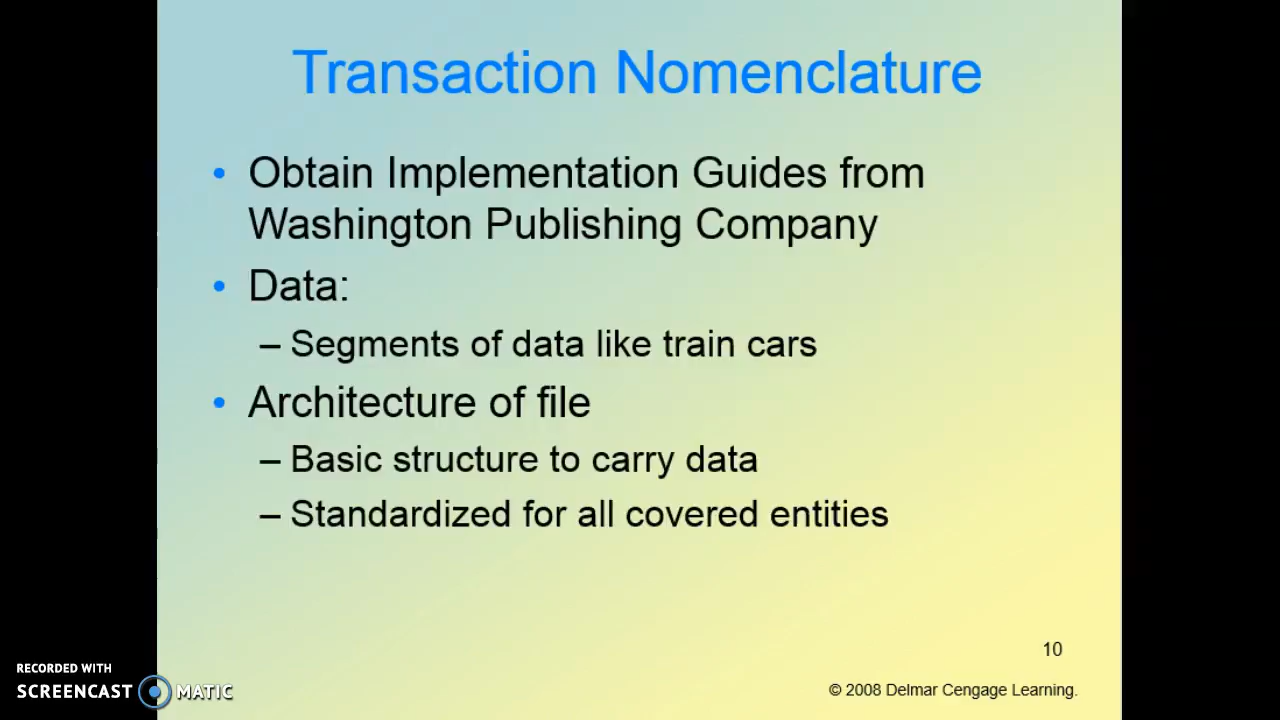 Transaction Nomenclature
• Obtain Implementation Guides from
Washington Publishing Company
• Data:
– Segments of data like train cars
• Architecture of file
– Basic structure to carry data
– Standardized for all covered entities
10
© 2008 Delmar Cengage Learning.
RECORDED WITH
SCREENCAST MATIC